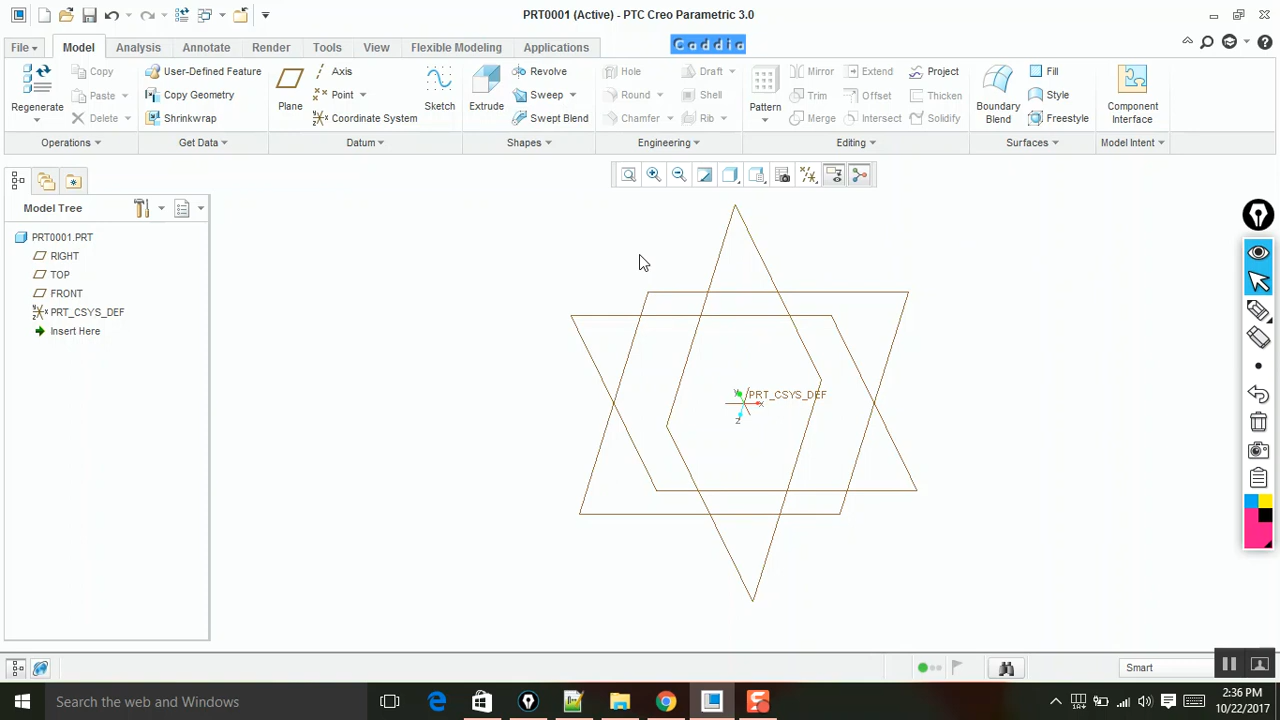 PRT0001 (Active) - PTC Creo Parametric 3.0
File Model Analysis Annotate Render Tools View Flexible Modeling Applications
Caddia
Regenerate
Copy
Paste
Delete
Operations
User-Defined Feature
Copy Geometry
Shrinkwrap
Get Data
Plane
Axis
Point
Coordinate System
Sketch
Datum
Extrude
Revolve
Sweep
Swept Blend
Shapes
Hole
Round
Chamfer
Draft
Shell
Rib
Engineering
Pattern
Mirror
Trim
Merge
Extend
Offset
Intersect
Project
Thicken
Solidify
Editing
Boundary
Blend
Fill
Style
Freestyle
Surfaces
Component
Interface
Model Intent
Model Tree
PRT0001.PRT
RIGHT
TOP
FRONT
PRT_CSYS_DEF
Insert Here
PRT_CSYS_DEF
Y
X
Z
Smart
Search the web and Windows
2:36 PM
10/22/2017